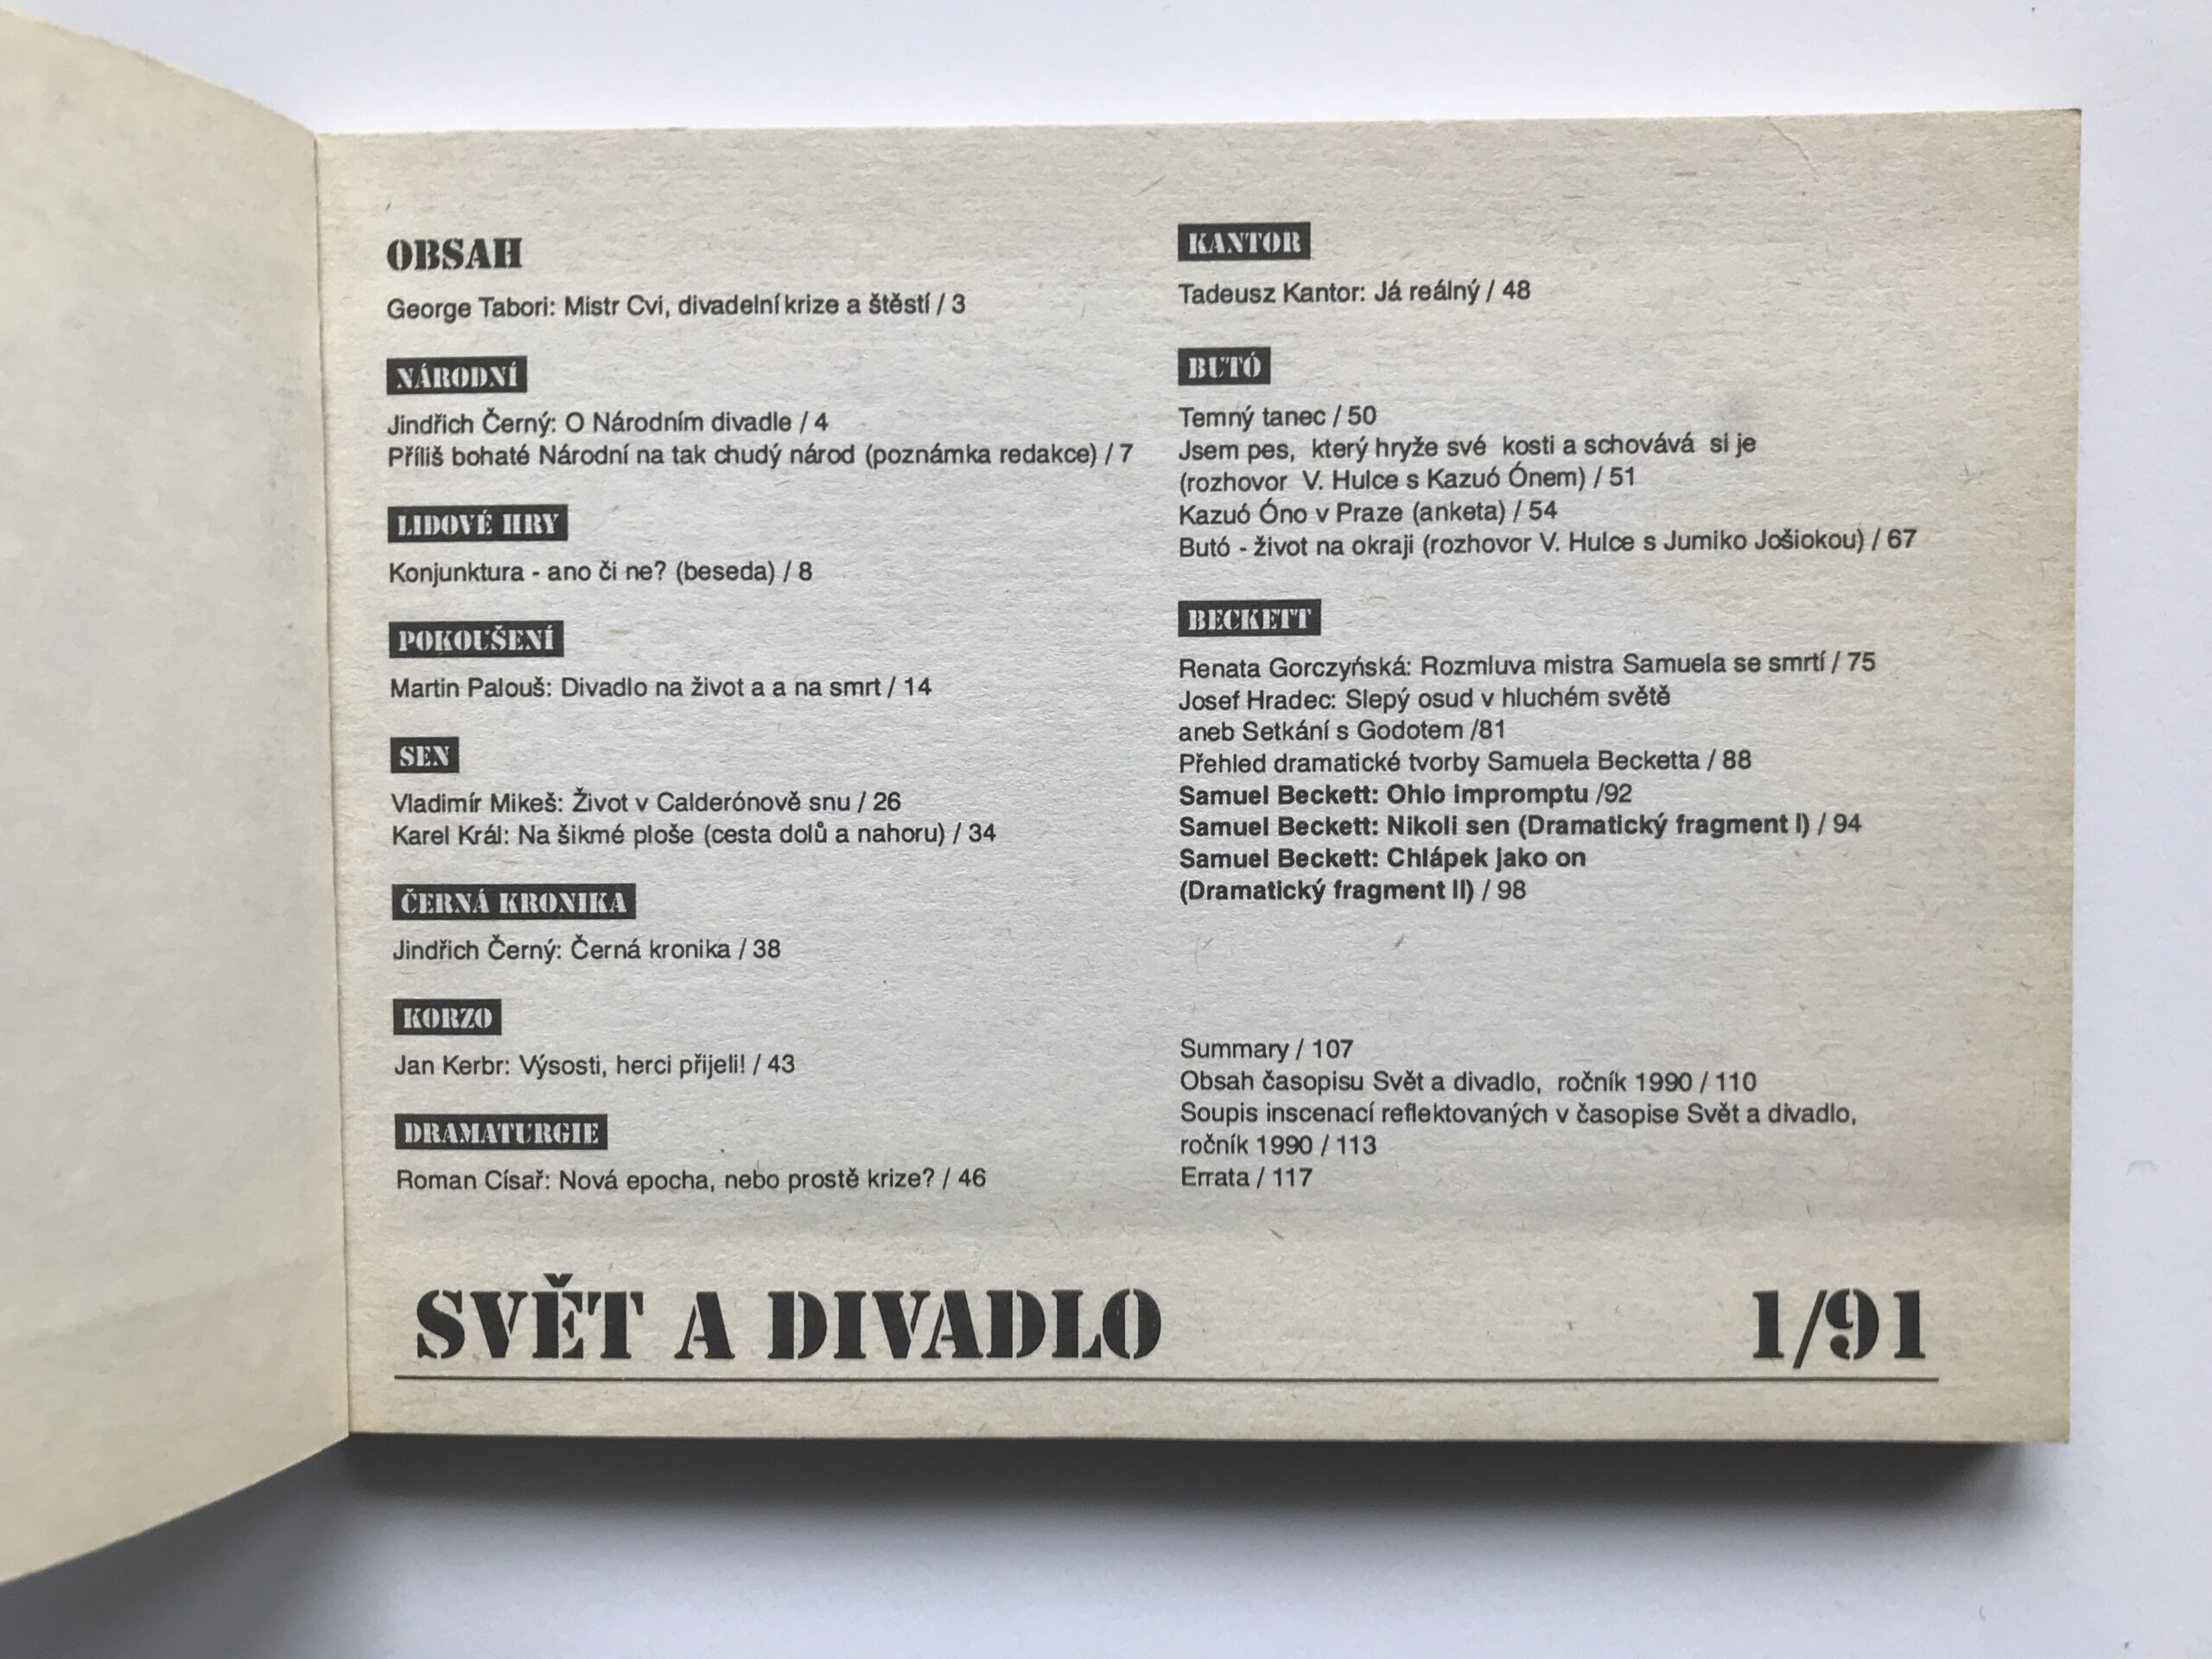 OBSAH
George Tabori: Mistr Cvi, divadelní krize a štěstí / 3
NÁRODNÍ
Jindřich Černý: O Národním divadle / 4
Příliš bohaté Národní na tak chudý národ (poznámka redakce) / 7
LIDOVÉ HRY
Konjunktura - ano či ne? (beseda) / 8
POKOUŠENÍ
Martin Palouš: Divadlo na život a a na smrt / 14
SEN
Vladimír Mikeš: Život v Calderónově snu / 26
Karel Král: Na šikmé ploše (cesta dolů a nahoru) / 34
ČERNÁ KRONIKA
Jindřich Černý: Černá kronika / 38
KORZO
Jan Kerbr: Výsosti, herci přijeli! / 43
DRAMATURGIE
Roman Císař: Nová epocha, nebo prostě krize? / 46
KANTOR
Tadeusz Kantor: Já reálný / 48
BUTÓ
Temný tanec / 50
Jsem pes, který hryže své kosti a schovává si je
(rozhovor V. Hulce s Kazuó Ónem) / 51
Kazuó Óno v Praze (anketa) / 54
Butó - život na okraji (rozhovor V. Hulce s Jumiko Jošiokou) / 67
BECKETT
Renata Gorczyńská: Rozmluva mistra Samuela se smrtí / 75
Josef Hradec: Slepý osud v hluchém světě
aneb Setkání s Godotem /81
Přehled dramatické tvorby Samuela Becketta / 88
Samuel Beckett: Ohio impromptu /92
Samuel Beckett: Nikoli sen (Dramatický fragment I) / 94
Samuel Beckett: Chlápek jako on
(Dramatický fragment II) / 98
Summary / 107
Obsah časopisu Svět a divadlo, ročník 1990 / 110
Soupis inscenací reflektovaných v časopise Svět a divadlo,
ročník 1990 / 113
Errata / 117
SVĚT A DIVADLO 1/91